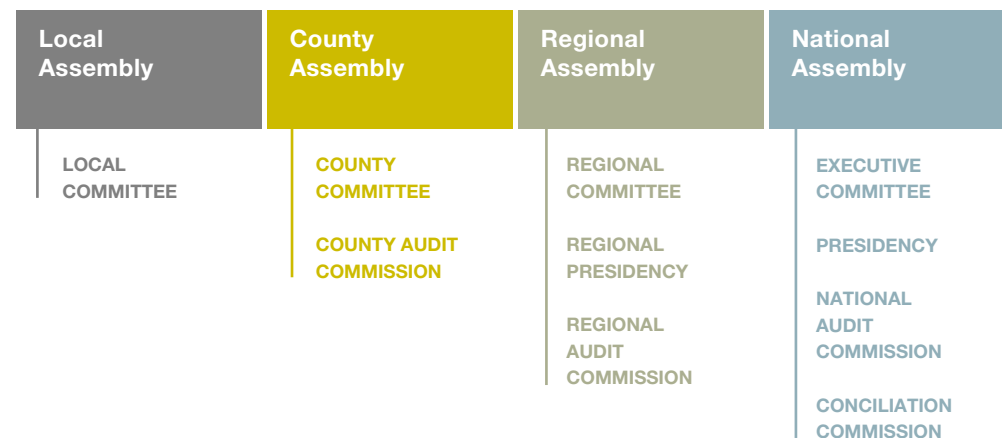 Local
Assembly
LOCAL
COMMITTEE
County
Assembly
COUNTY
COMMITTEE
COUNTY AUDIT
COMMISSION
Regional
Assembly
REGIONAL
COMMITTEE
REGIONAL
PRESIDENCY
REGIONAL
AUDIT
COMMISSION
National
Assembly
EXECUTIVE
COMMITTEE
PRESIDENCY
NATIONAL
AUDIT
COMMISSION
CONCILIATION
COMMISSION